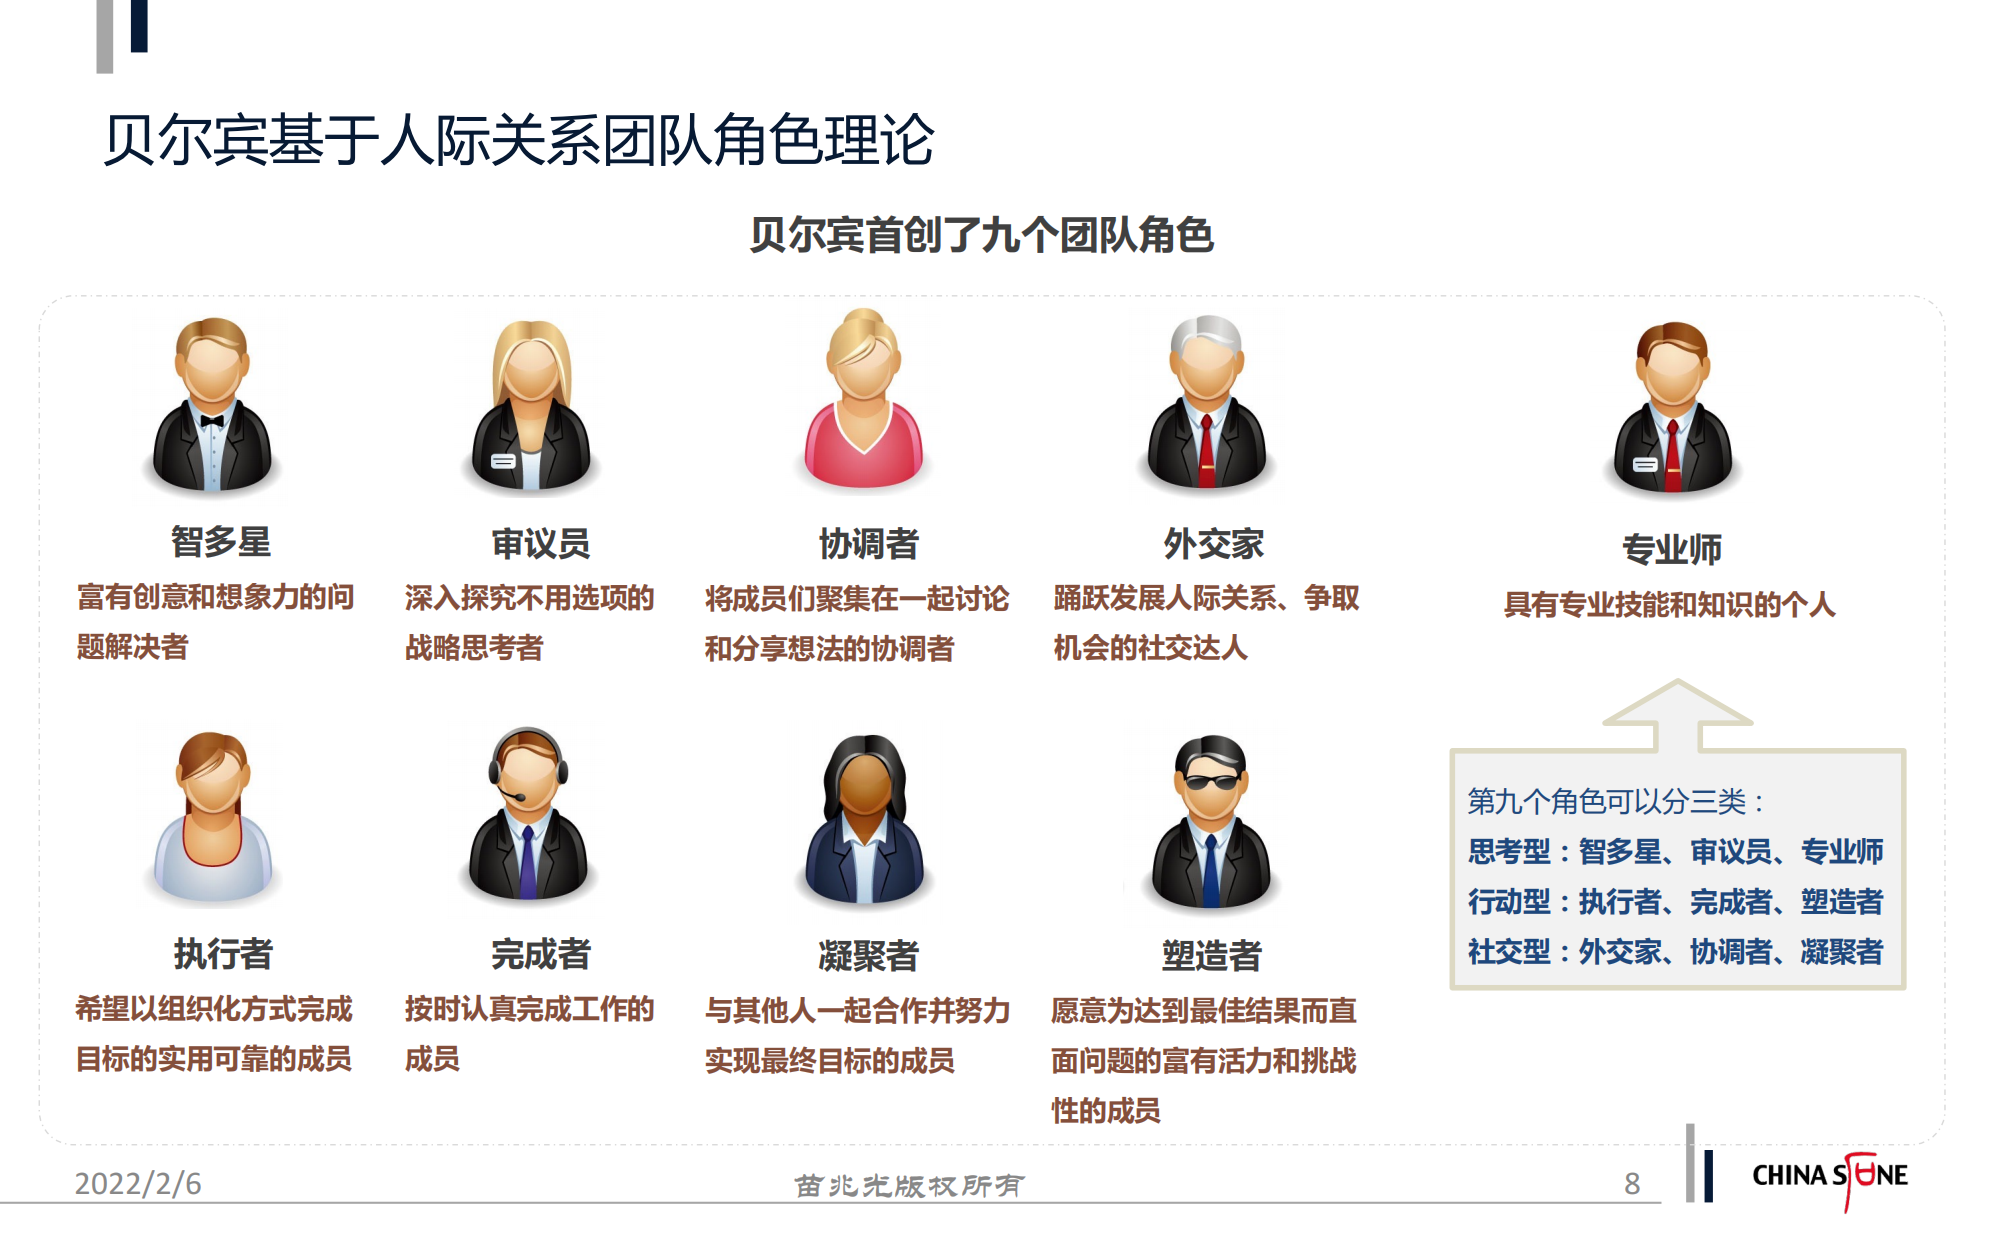 贝尔宾基于人际关系团队角色理论
贝尔宾首创了九个团队角色
智多星
富有创意和想象力的问
题解决者
审议员
深入探究不用选项的
战略思考者
协调者
将成员们聚集在一起讨论
和分享想法的协调者
外交家
踊跃发展人际关系、争取
机会的社交达人
专业师
具有专业技能和知识的个人
执行者
希望以组织化方式完成
目标的实用可靠的成员
完成者
按时认真完成工作的
成员
凝聚者
与其他人一起合作并努力
实现最终目标的成员
塑造者
愿意为达到最佳结果而直
面问题的富有活力和挑战
性的成员
第九个角色可以分三类：
思考型：智多星、审议员、专业师
行动型：执行者、完成者、塑造者
社交型：外交家、协调者、凝聚者
2022/2/6
苗兆光版权所有
8
CHINA STONE